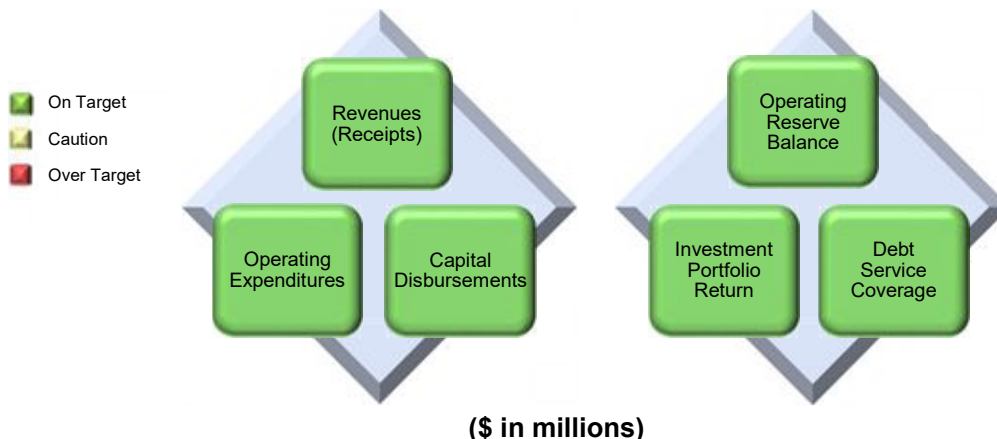 On Target
Caution
Over Target
Revenues
(Receipts)
Operating
Expenditures
Capital
Disbursements
Operating
Reserve
Balance
Investment
Portfolio
Return
Debt
Service
Coverage
($ in millions)